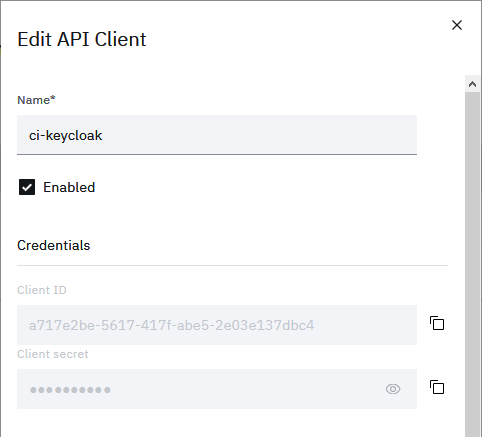 Edit API Client
Name*
ci-keycloak
Enabled
Credentials
Client ID
a717e2be-5617-417f-abe5-2e03e137dbc4
Client secret
●●●●●●●●●●